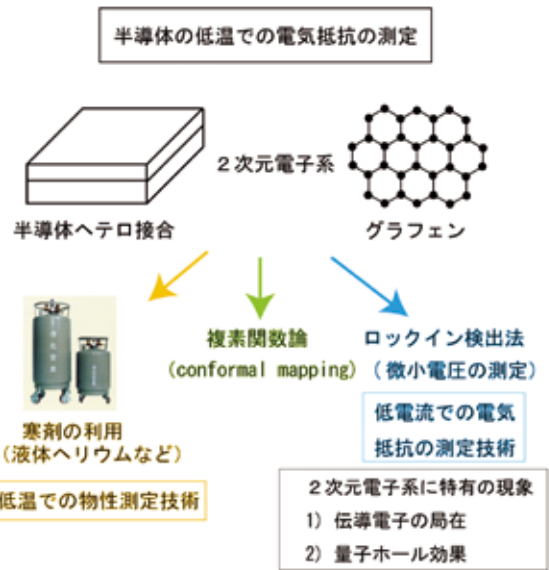 半導体の低温での電気抵抗の測定
2次元電子系
半導体ヘテロ接合
グラフェン
複素関数論
(conformal mapping)
ロックイン検出法
(微小電圧の測定)
低電流での電気
抵抗の測定技術
寒剤の利用
(液体ヘリウムなど)
低温での物性測定技術
2次元電子系に特有の現象
1) 伝導電子の局在
2) 量子ホール効果